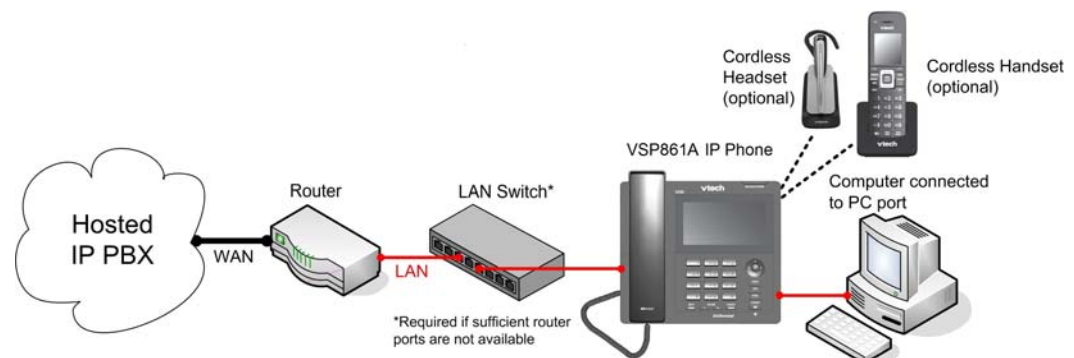 Cordless
Headset
(optional)
Cordless Handset
(optional)
vtech
VSP861A IP Phone
vtech
Hosted
IP PBX
WAN
Router
LAN
LAN Switch*
*Required if sufficient router
ports are not available
Computer connected
to PC port